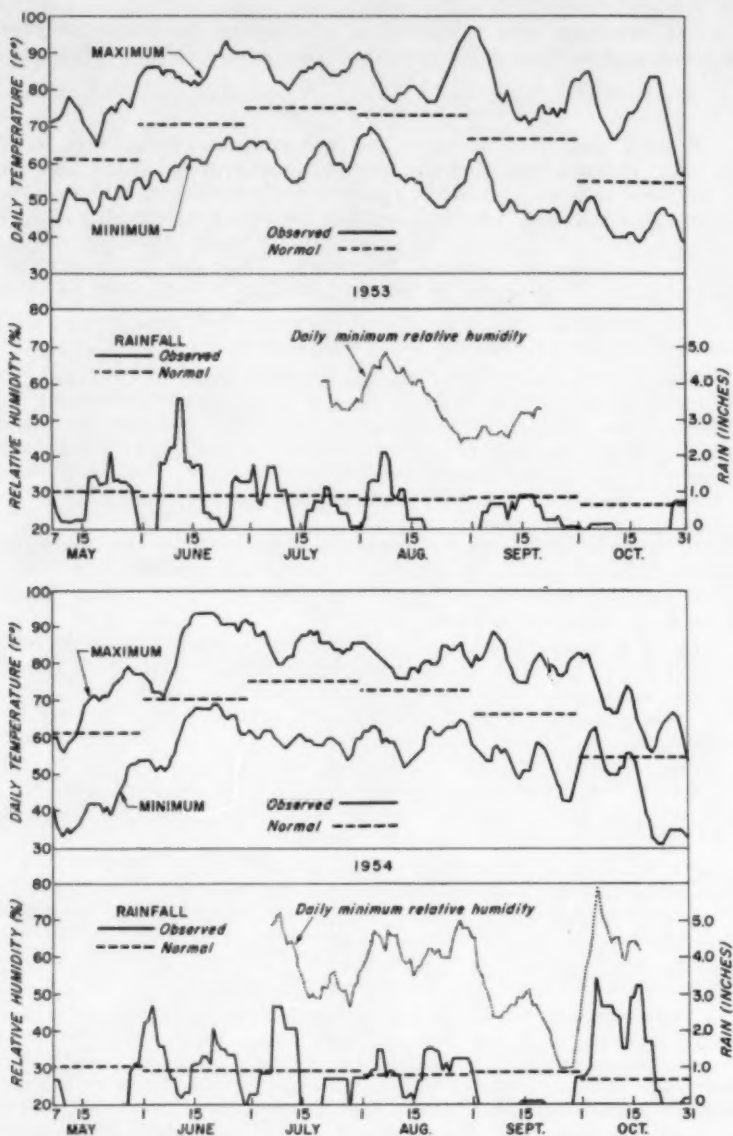 DAILY TEMPERATURE (F°)
100
90
80
70
60
50
40
30
MAXIMUM
MINIMUM
Observed
Normal
1953
RELATIVE HUMIDITY (%)
80
70
60
50
40
30
20
RAINFALL
Observed
Normal
Daily minimum relative humidity
5.0
4.0
3.0
2.0
1.0
0
RAIN (INCHES)
7 15 1 15 1 15 1 15 1 15 1 15 31
MAY JUNE JULY AUG. SEPT. OCT.
DAILY TEMPERATURE (F°)
100
90
80
70
60
50
40
30
MAXIMUM
MINIMUM
Observed
Normal
1954
RELATIVE HUMIDITY (%)
80
70
60
50
40
30
20
RAINFALL
Observed
Normal
Daily minimum relative humidity
5.0
4.0
3.0
2.0
1.0
0
RAIN (INCHES)
7 15 1 15 1 15 1 15 1 15 1 15 31
MAY JUNE JULY AUG. SEPT. OCT.